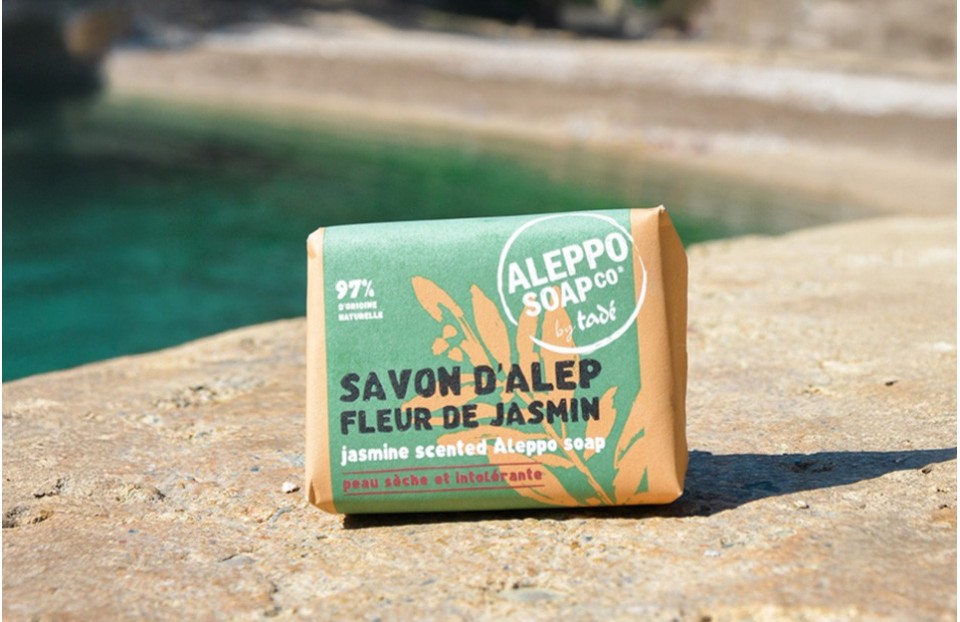 ALEPPO
SOAP CO®
by tadé
97%
D'ORIGINE
NATURELLE
SAVON D'ALEP
FLEUR DE JASMIN
jasmine scented Aleppo soap
peau sèche et intolérante